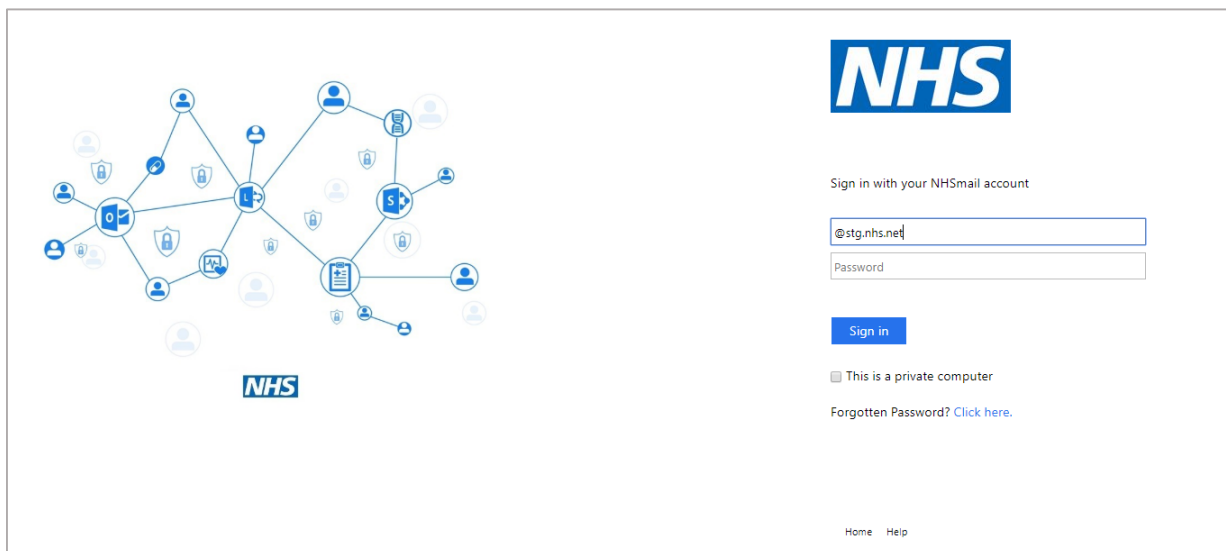 NHS
Sign in with your NHSmail account
@stg.nhs.net
Password
Sign in
This is a private computer
Forgotten Password? Click here.
O
L
S
NHS
Home Help